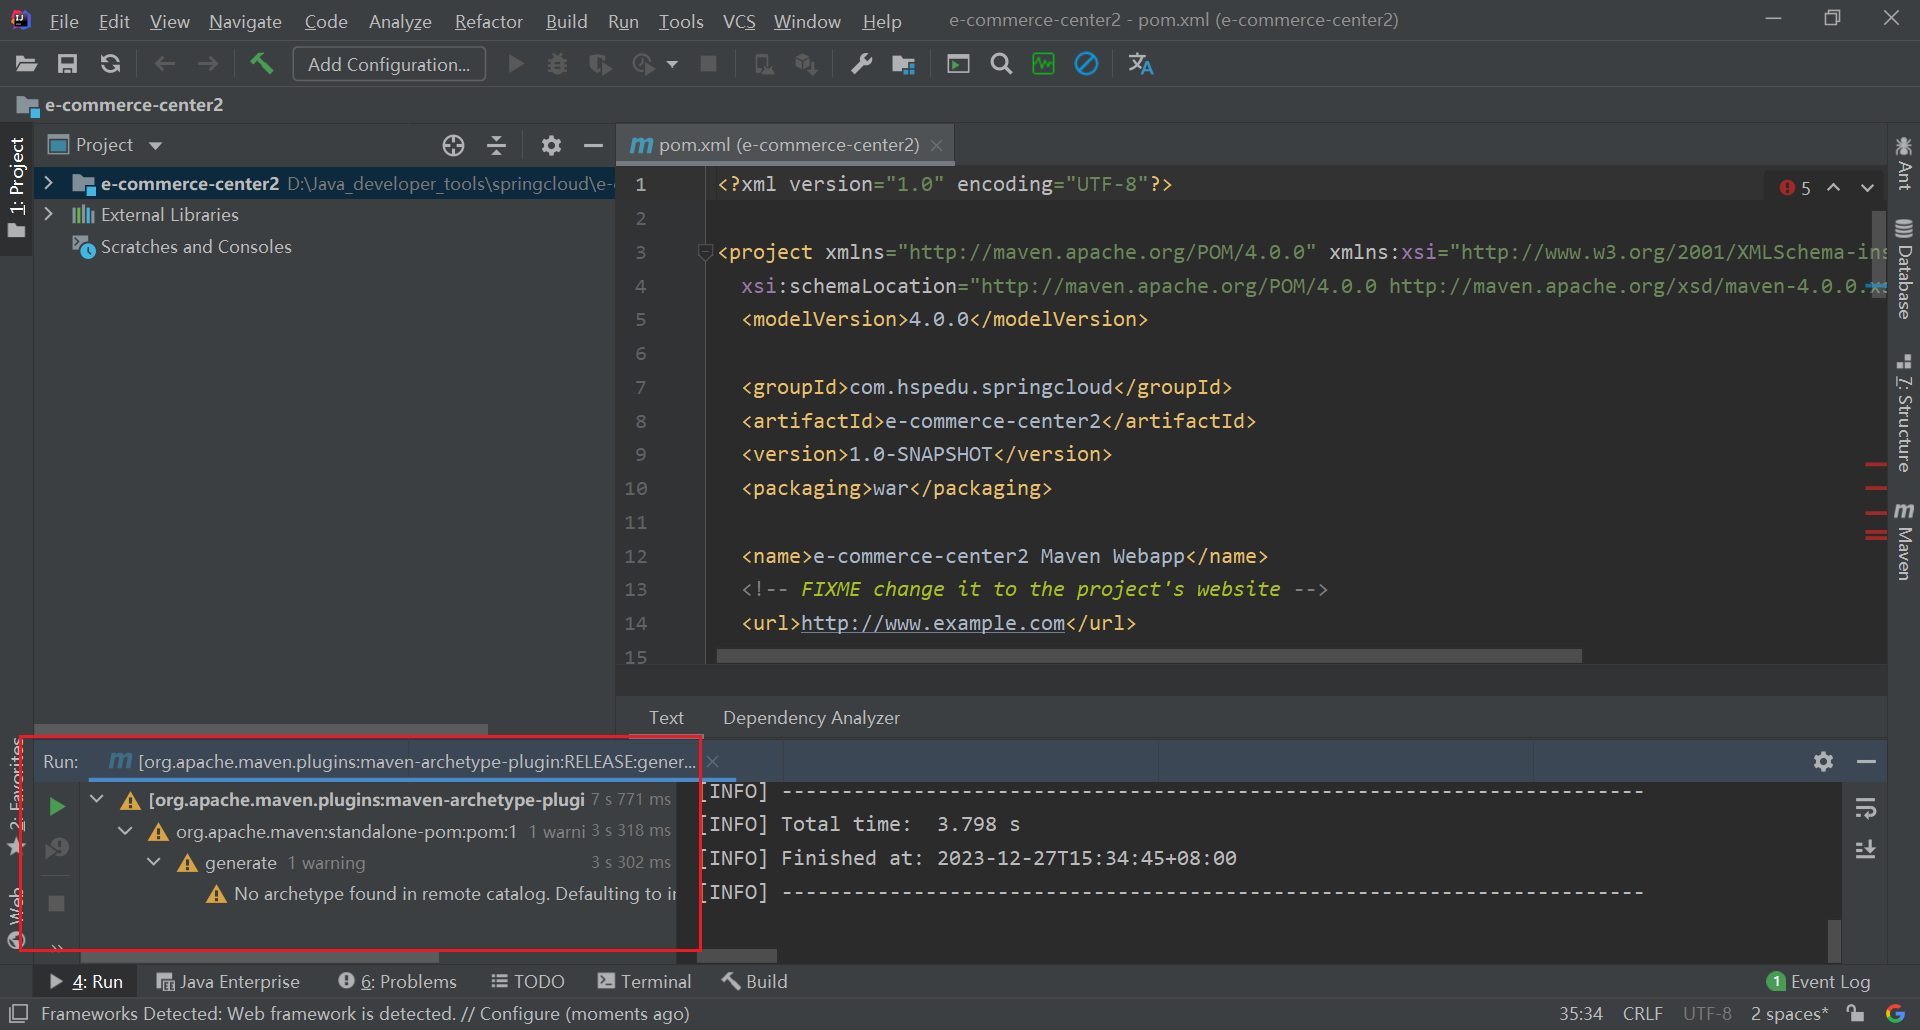 File Edit View Navigate Code Analyze Refactor Build Run Tools VCS Window Help e-commerce-center2 - pom.xml (e-commerce-center2)
Add Configuration...
e-commerce-center2
1: Project
Project
pom.xml (e-commerce-center2)
e-commerce-center2 D:\Java_developer_tools\springcloud\e-
External Libraries
Scratches and Consoles
5
1 <?xml version="1.0" encoding="UTF-8"?>
2
3 <project xmlns="http://maven.apache.org/POM/4.0.0" xmlns:xsi="http://www.w3.org/2001/XMLSchema-ins
4 xsi:schemaLocation="http://maven.apache.org/POM/4.0.0 http://maven.apache.org/xsd/maven-4.0.0.xs
5 <modelVersion>4.0.0</modelVersion>
6
7 <groupId>com.hspedu.springcloud</groupId>
8 <artifactId>e-commerce-center2</artifactId>
9 <version>1.0-SNAPSHOT</version>
10 <packaging>war</packaging>
11
12 <name>e-commerce-center2 Maven Webapp</name>
13 <!-- FIXME change it to the project's website -->
14 <url>http://www.example.com</url>
15
Ant
Database
7: Structure
Maven
Text Dependency Analyzer
2: Favorites
Web
Run: [org.apache.maven.plugins:maven-archetype-plugin:RELEASE:gener...
[org.apache.maven.plugins:maven-archetype-plugi 7 s 771 ms
org.apache.maven:standalone-pom:pom:1 1 warni 3 s 318 ms
generate 1 warning 3 s 302 ms
No archetype found in remote catalog. Defaulting to in
[INFO] ------------------------------------------------------------------------
[INFO] Total time:  3.798 s
[INFO] Finished at: 2023-12-27T15:34:45+08:00
[INFO] ------------------------------------------------------------------------
4: Run Java Enterprise 6: Problems TODO Terminal Build 1 Event Log
Frameworks Detected: Web framework is detected. // Configure (moments ago) 35:34 CRLF UTF-8 2 spaces*